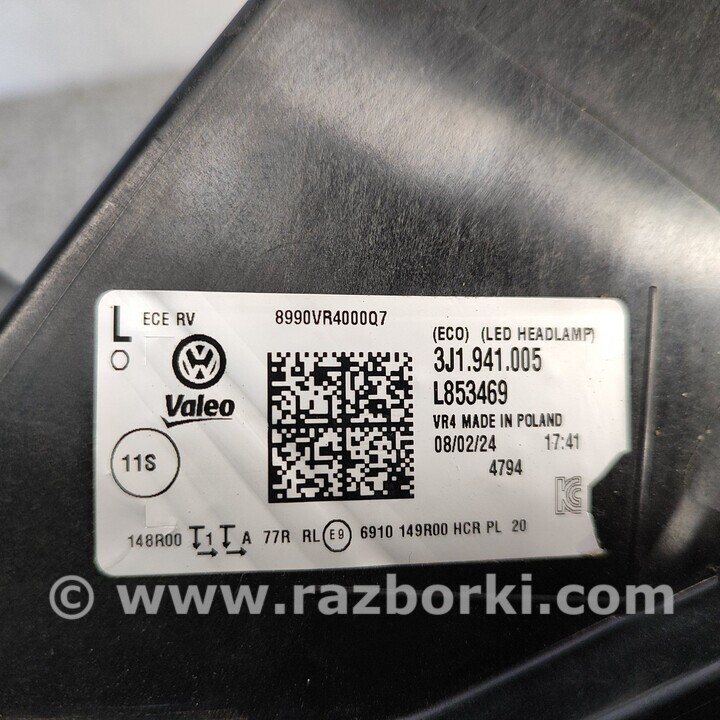 L ECE RV 8990VR4000Q7
(ECO) (LED HEADLAMP)
3J1.941.005
L853469
Valeo
VR4 MADE IN POLAND
08/02/24 17:41
4794
11S
KC
148R00 1 A 77R RL E9 6910 149R00 HCR PL 20
© www.razborki.com